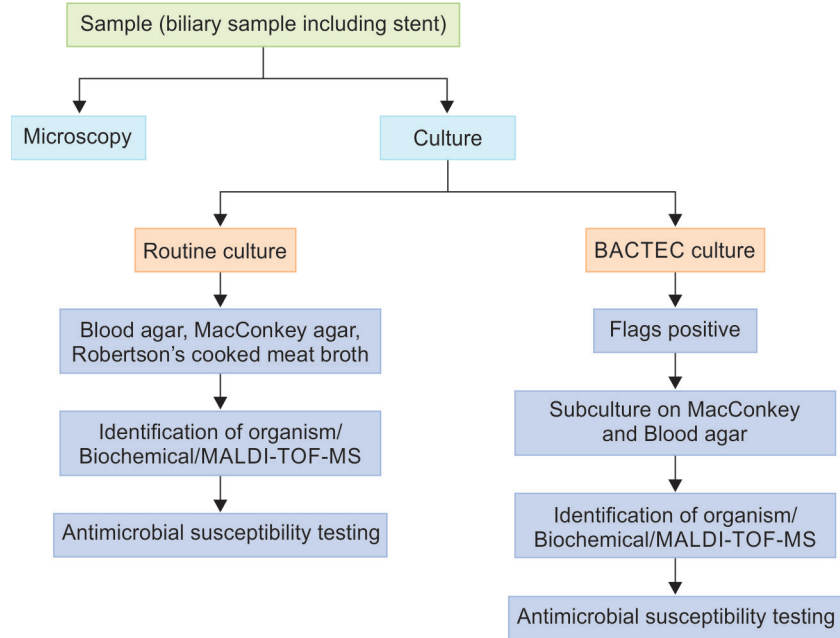 Sample (biliary sample including stent)
Microscopy
Culture
Routine culture
Blood agar, MacConkey agar,
Robertson’s cooked meat broth
Identification of organism/
Biochemical/MALDI-TOF-MS
Antimicrobial susceptibility testing
BACTEC culture
Flags positive
Subculture on MacConkey
and Blood agar
Identification of organism/
Biochemical/MALDI-TOF-MS
Antimicrobial susceptibility testing